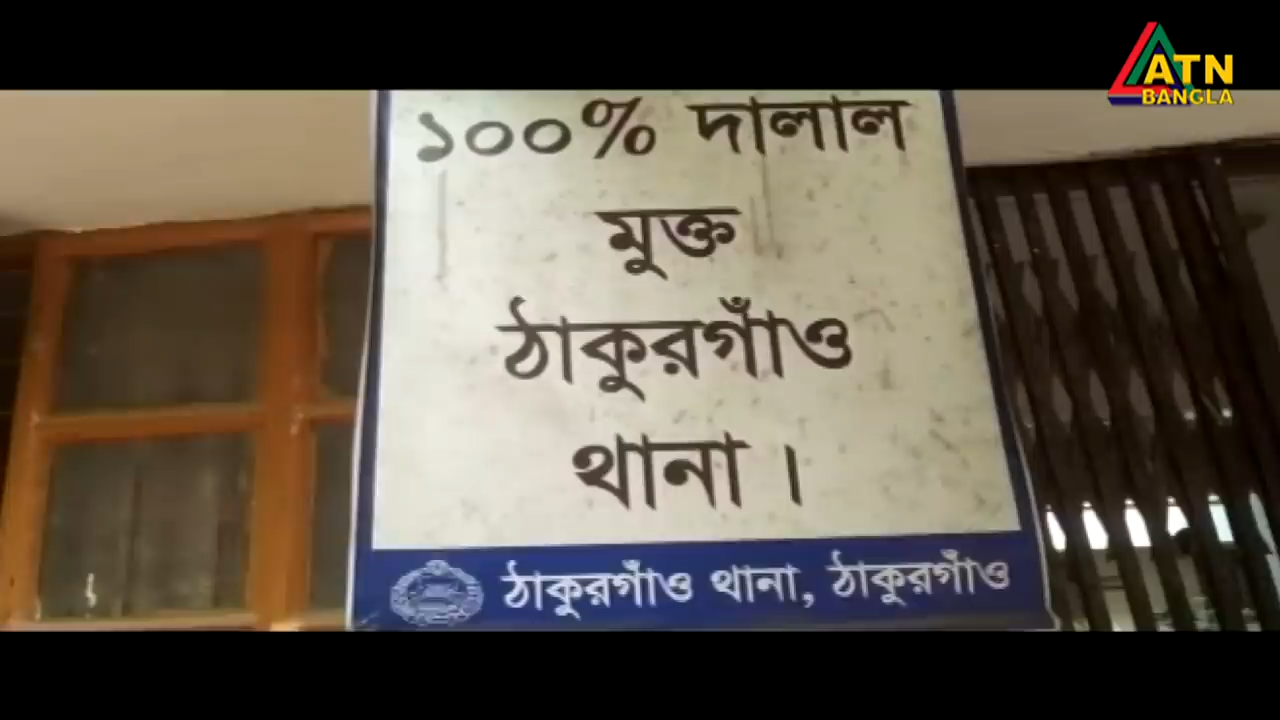 ATN
BANGLA
১০০% দালাল
মুক্ত
ঠাকুরগাঁও
থানা ।
ঠাকুরগাঁও থানা, ঠাকুরগাঁও